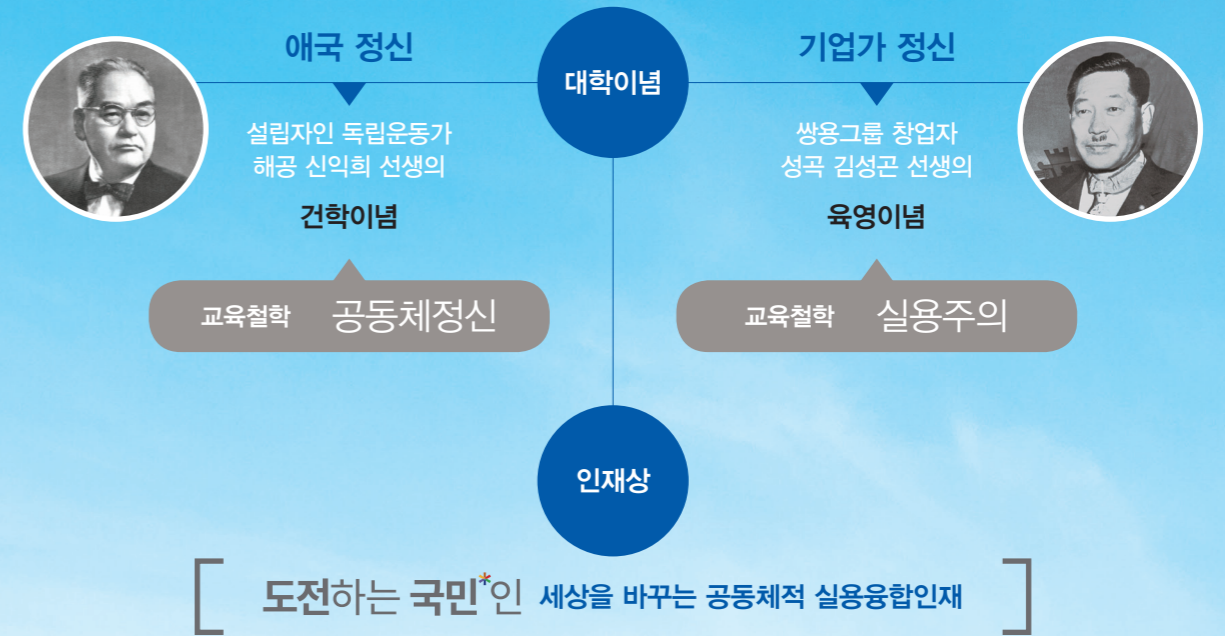 애국 정신
설립자인 독립운동가
해공 신익희 선생의
건학이념
교육철학 공동체정신
대학이념
기업가 정신
쌍용그룹 창업자
성곡 김성곤 선생의
육영이념
교육철학 실용주의
인재상
[ 도전하는 국민*인 세상을 바꾸는 공동체적 실용융합인재 ]